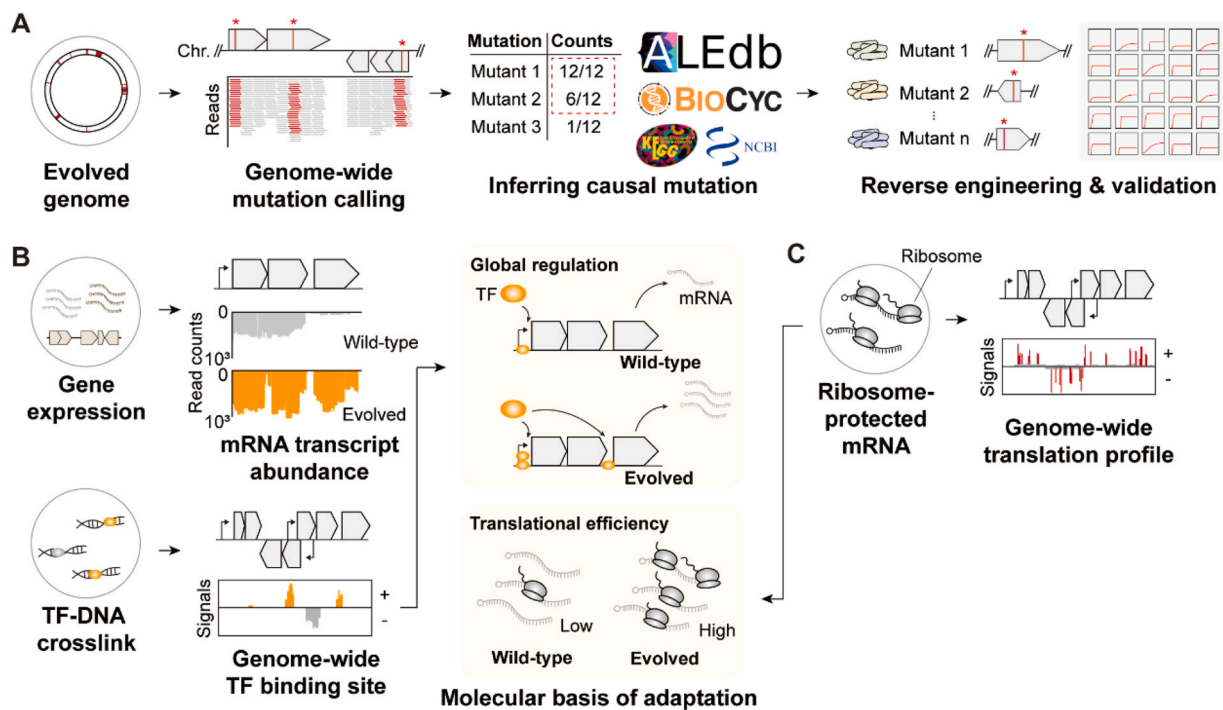 A
Evolved
genome
Chr.
*
*
*
Reads
Genome-wide
mutation calling
Mutation Counts
Mutant 1 12/12
Mutant 2 6/12
Mutant 3 1/12
ALEdb
BIOCYC
KEGG
NCBI
Inferring causal mutation
Mutant 1
*
Mutant 2
*
⋮
Mutant n
*
Reverse engineering & validation
B
Gene
expression
0
Wild-type
10³
0
Evolved
10³
Read counts
mRNA transcript
abundance
TF-DNA
crosslink
Signals
+
-
Genome-wide
TF binding site
Global regulation
TF
mRNA
Wild-type
Evolved
Translational efficiency
Low
High
Wild-type
Evolved
Molecular basis of adaptation
C
Ribosome
Ribosome-
protected
mRNA
Signals
+
-
Genome-wide
translation profile